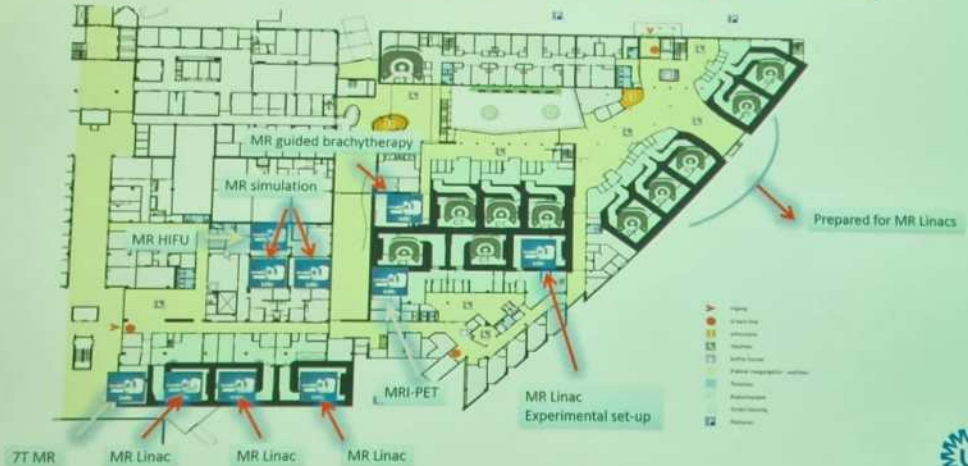 MR guided brachytherapy
MR simulation
MR HIFU
Prepared for MR Linacs
MRI-PET
MR Linac
Experimental set-up
7T MR
MR Linac
MR Linac
MR Linac